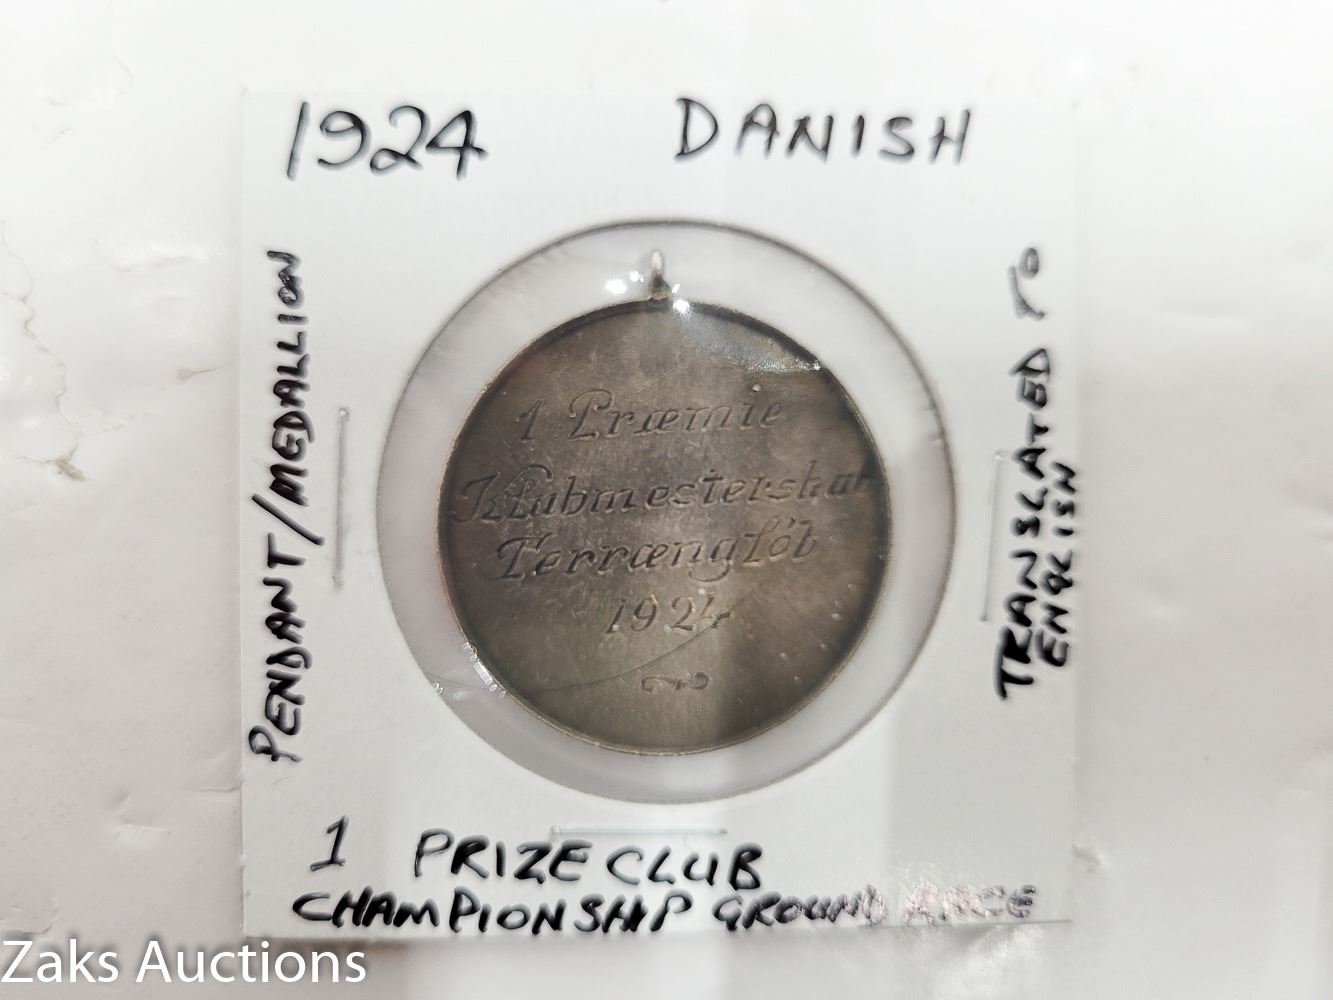 1924 DANISH
PENDANT/MEDALLION
1 Præmie
Klubmesterskab
Terrænglób
1924
TRANSLATED TO
ENGLISH
1 PRIZE CLUB
CHAMPIONSHIP GROUND RACE
Zaks Auctions